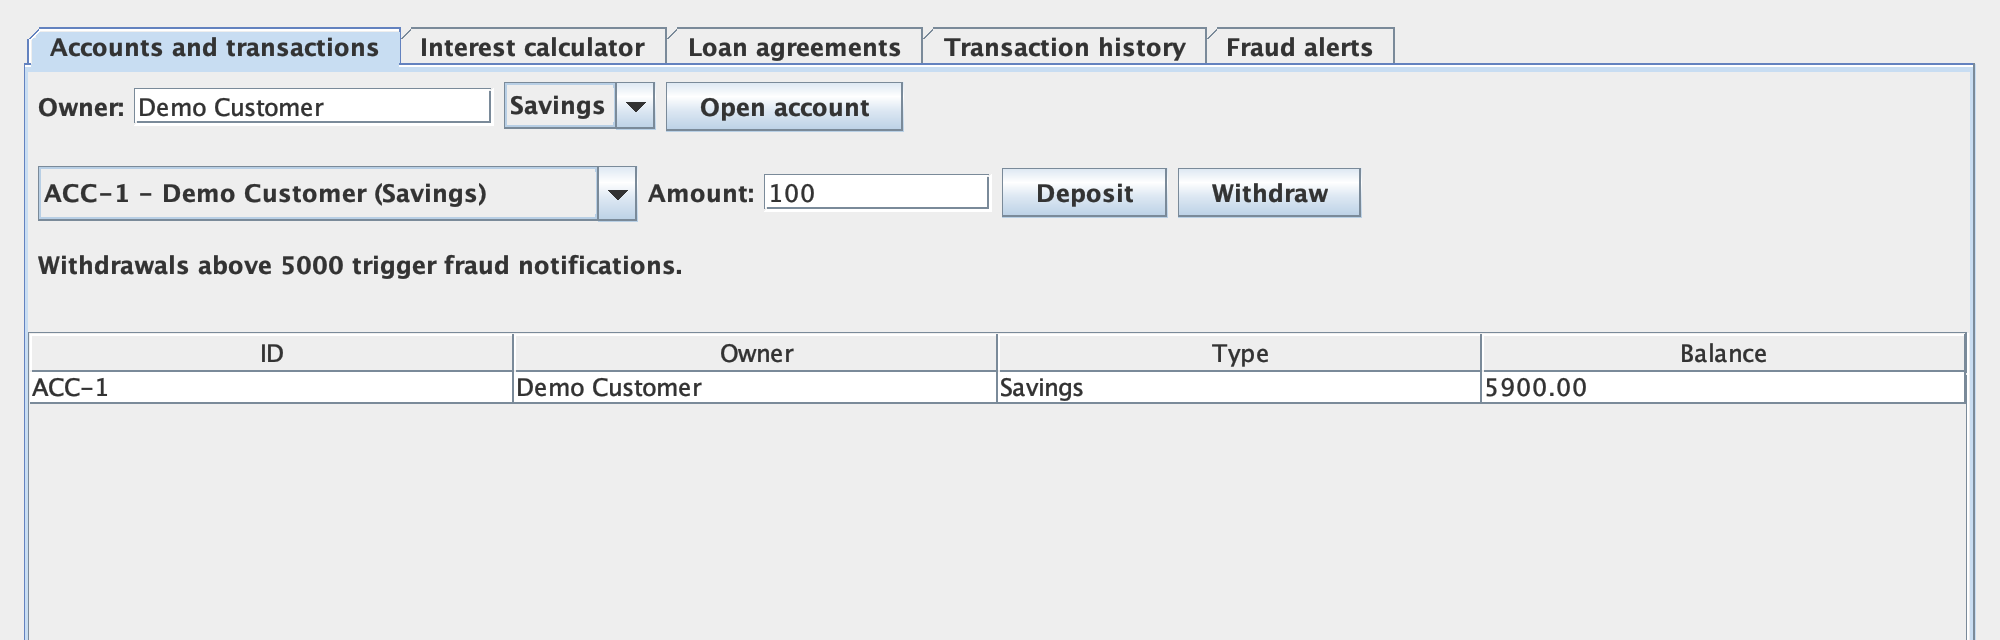 Accounts and transactions Interest calculator Loan agreements Transaction history Fraud alerts
Owner: Demo Customer Savings Open account
ACC-1 - Demo Customer (Savings) Amount: 100 Deposit Withdraw
Withdrawals above 5000 trigger fraud notifications.
ID Owner Type Balance
ACC-1 Demo Customer Savings 5900.00